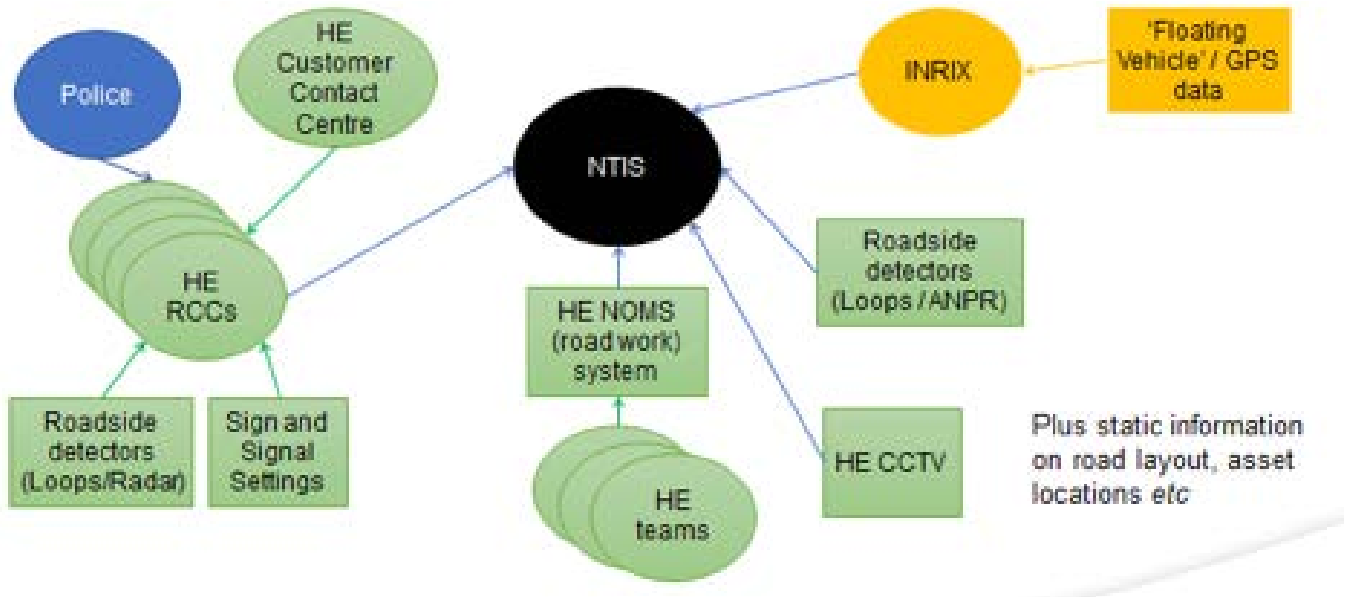 Police
HE
Customer
Contact
Centre
NTIS
INRIX
'Floating
Vehicle' / GPS
data
HE
RCCs
Roadside
detectors
(Loops/Radar)
Sign and
Signal
Settings
HE NOMS
(road work)
system
HE
teams
Roadside
detectors
(Loops / ANPR)
HE CCTV
Plus static information
on road layout, asset
locations etc